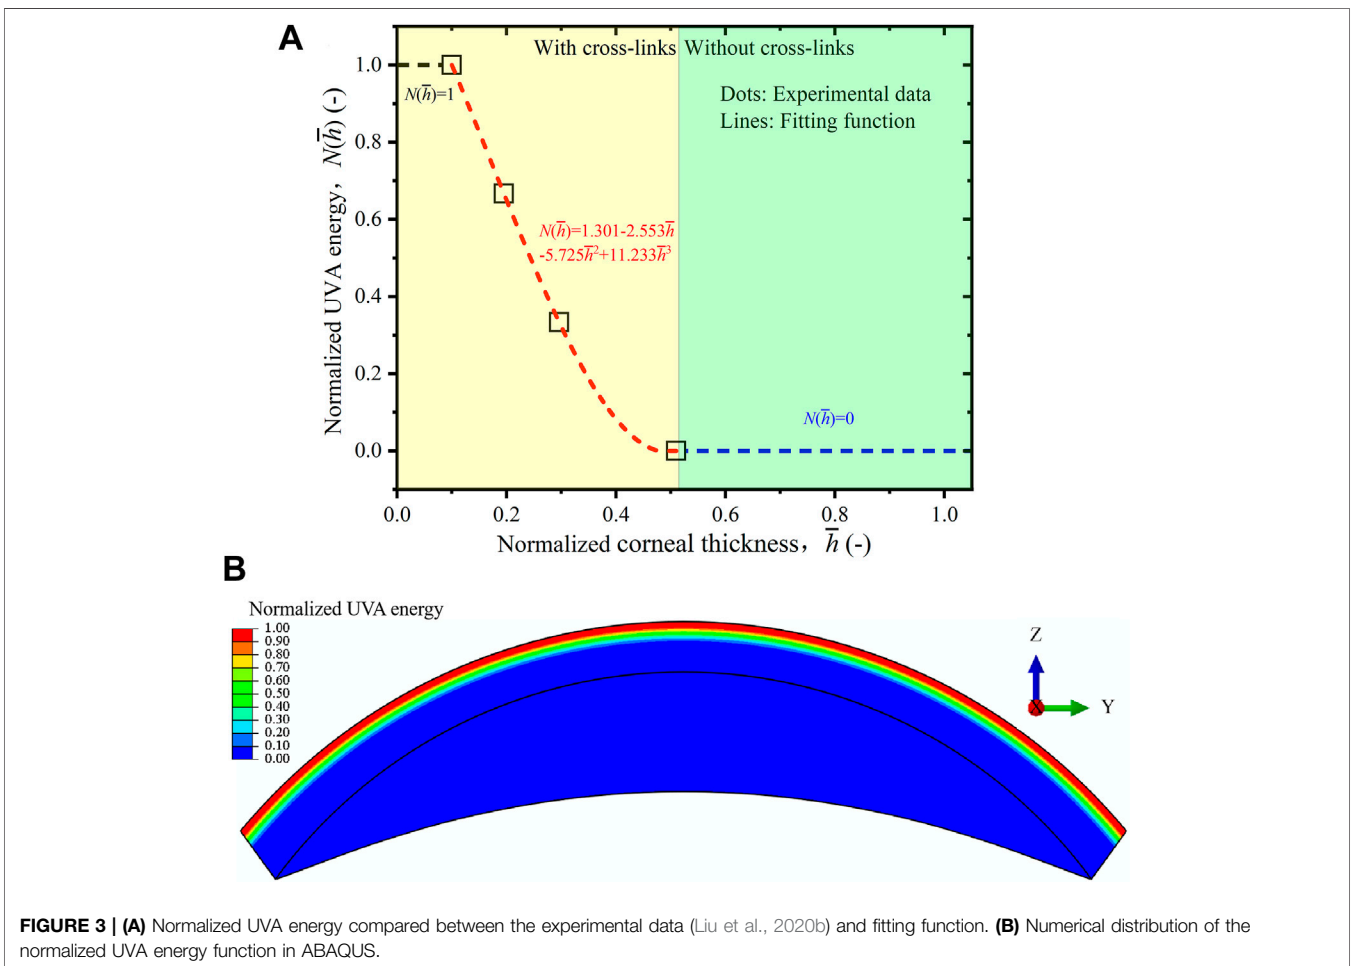 A
With cross-links Without cross-links
Dots: Experimental data
Lines: Fitting function
N(h̅)=1
N(h̅)=1.301-2.553h̅
-5.725h̅²+11.233h̅³
N(h̅)=0
Normalized UVA energy, N(h̅) (-)
1.0
0.8
0.6
0.4
0.2
0.0
0.0 0.2 0.4 0.6 0.8 1.0
Normalized corneal thickness, h̅ (-)
B
Normalized UVA energy
1.00
0.90
0.80
0.70
0.60
0.50
0.40
0.30
0.20
0.10
0.00
Z
X
Y
FIGURE 3 | (A) Normalized UVA energy compared between the experimental data (Liu et al., 2020b) and fitting function. (B) Numerical distribution of the
normalized UVA energy function in ABAQUS.